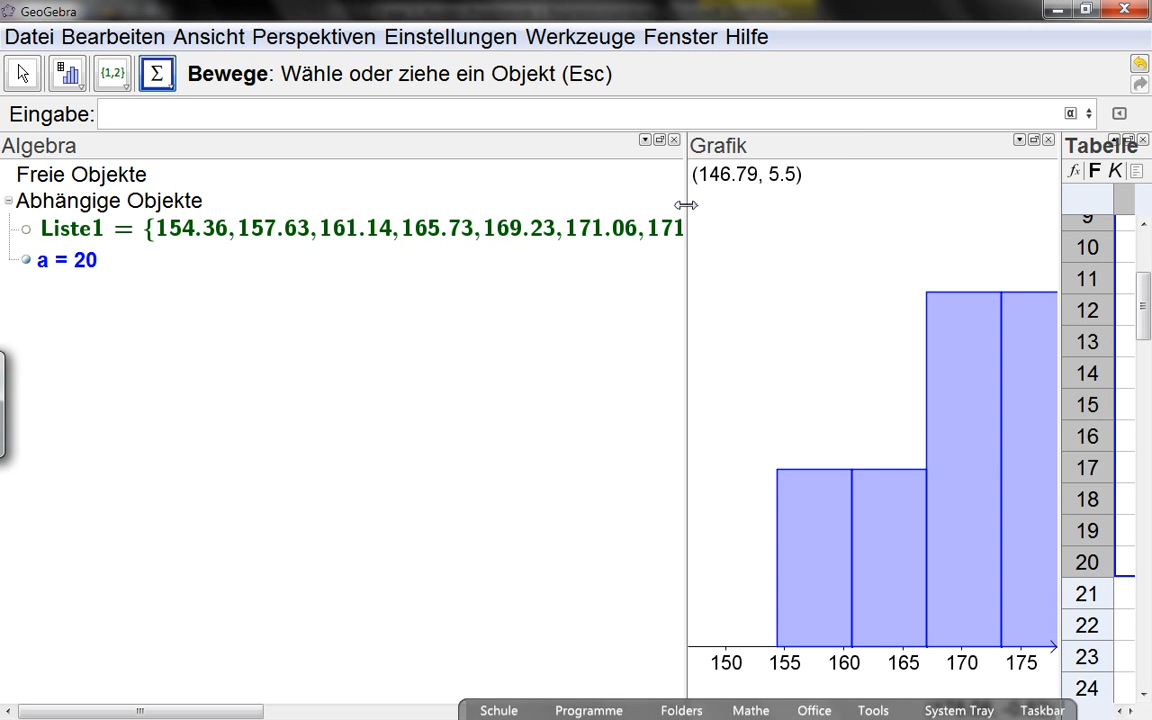 GeoGebra
Datei Bearbeiten Ansicht Perspektiven Einstellungen Werkzeuge Fenster Hilfe
{1,2} Σ Bewege: Wähle oder ziehe ein Objekt (Esc)
Eingabe: α
Algebra
Freie Objekte
Abhängige Objekte
Liste1 = {154.36,157.63,161.14,165.73,169.23,171.06,171
a = 20
Grafik
(146.79, 5.5)
150 155 160 165 170 175
Tabelle
fx F K
9
10
11
12
13
14
15
16
17
18
19
20
21
22
23
24
Schule Programme Folders Mathe Office Tools System Tray Taskbar